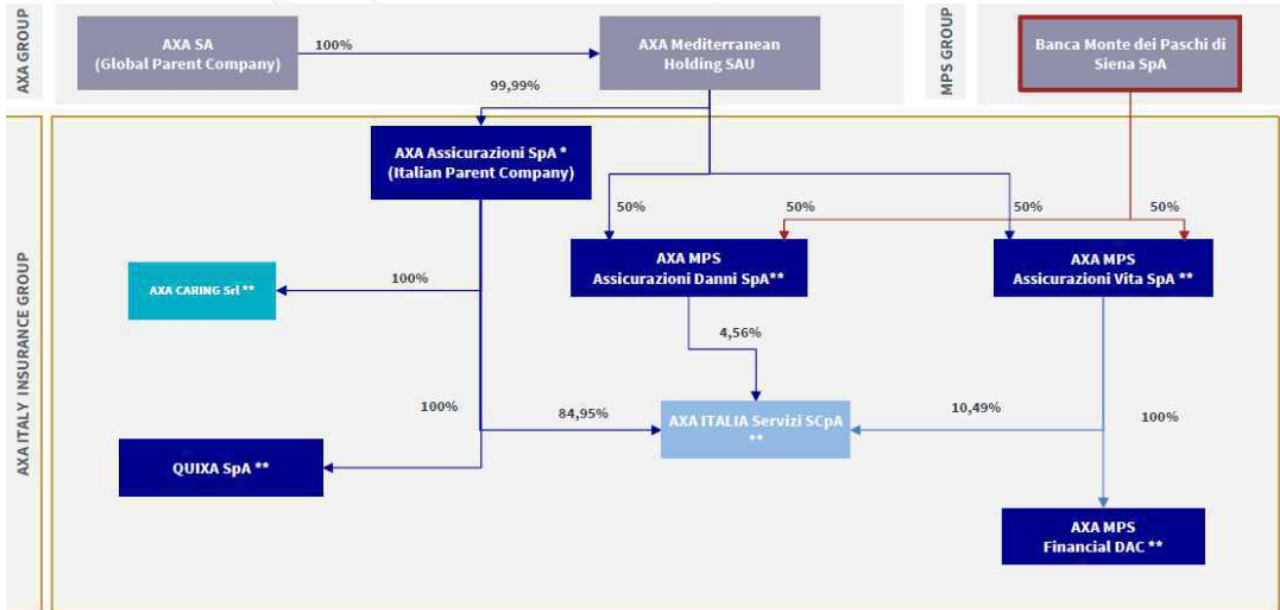 AXA GROUP
AXA SA
(Global Parent Company)
100%
AXA Mediterranean
Holding SAU
MPS GROUP
Banca Monte dei Paschi di
Siena SpA
99,99%
AXA ITALY INSURANCE GROUP
AXA Assicurazioni SpA *
(Italian Parent Company)
50%
50%
50%
50%
AXA MPS
Assicurazioni Danni SpA**
AXA MPS
Assicurazioni Vita SpA **
AXA CARING Srl **
100%
4,56%
100%
84,95%
AXA ITALIA Servizi SCpA
**
10,49%
100%
QUIXA SpA **
AXA MPS
Financial DAC **